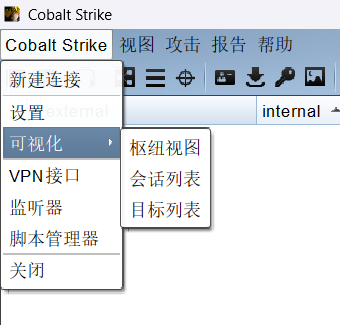 Cobalt Strike
Cobalt Strike 视图 攻击 报告 帮助
新建连接
设置
external internal
可视化
枢纽视图
会话列表
目标列表
VPN接口
监听器
脚本管理器
关闭